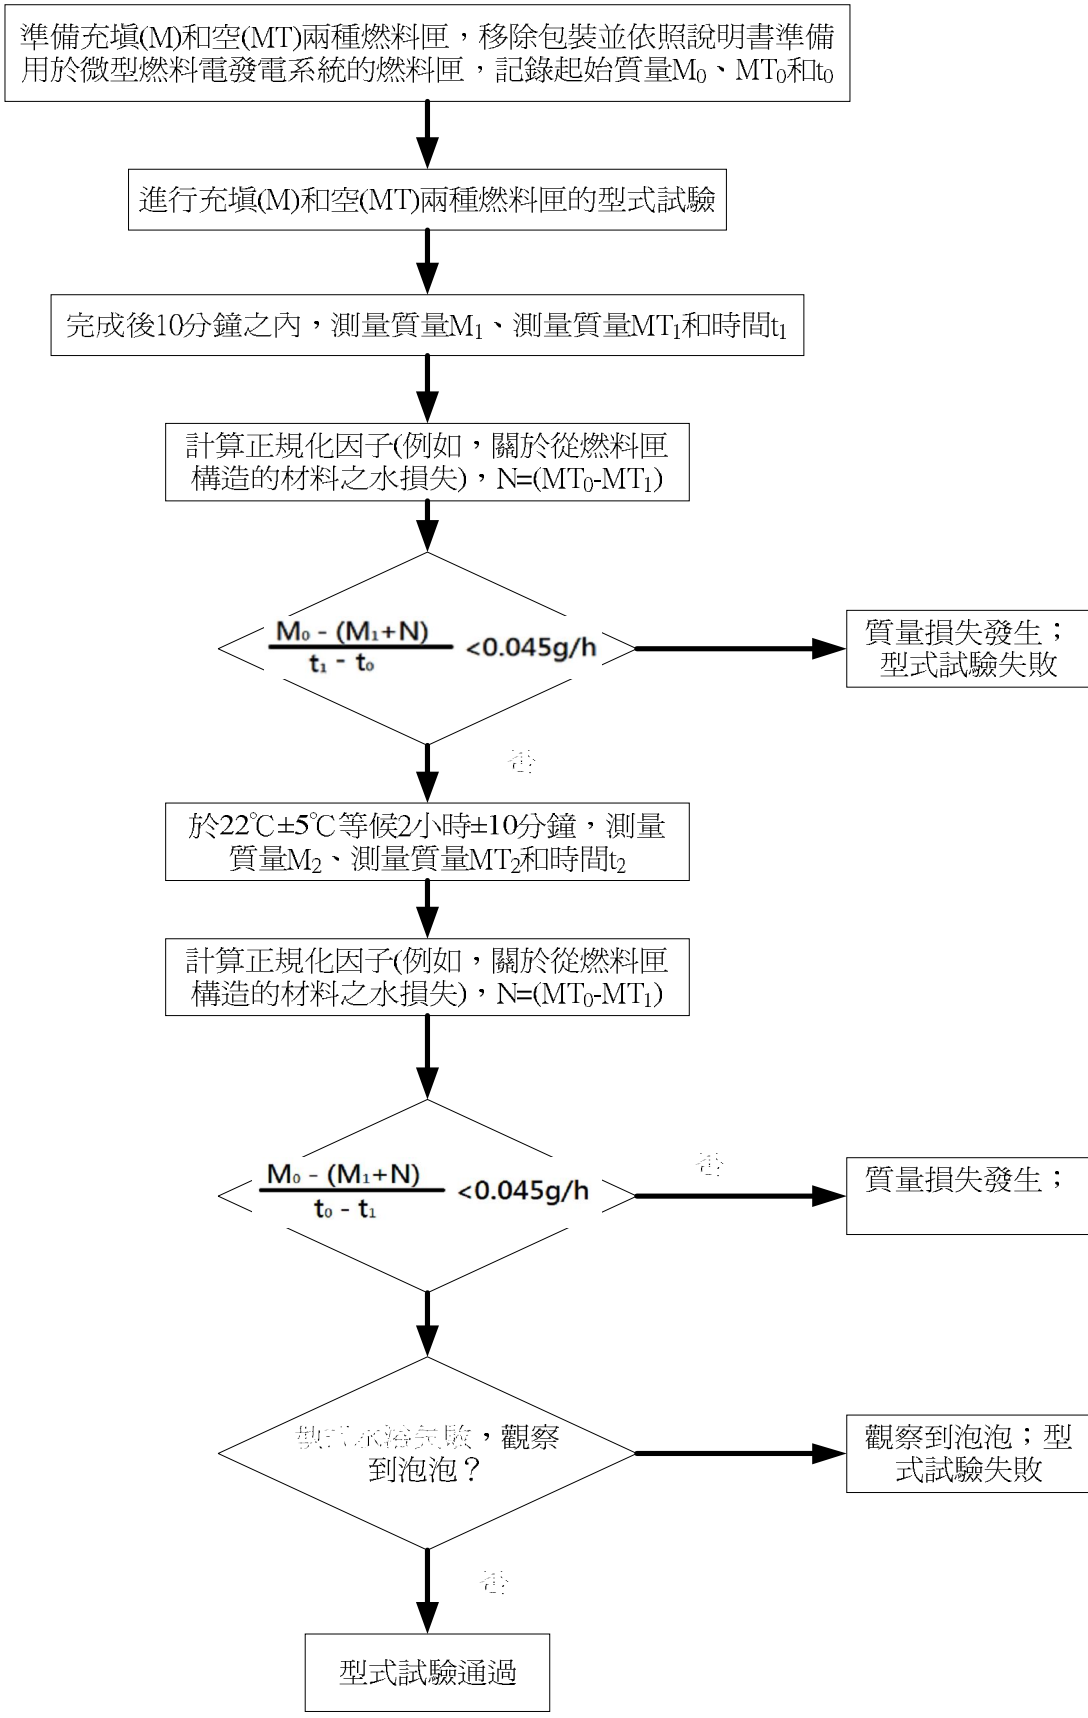 準備充塡(M)和空(MT)兩種燃料匣，移除包裝並依照說明書準備
用於微型燃料電發電系統的燃料匣，記錄起始質量M₀、MT₀和t₀
進行充塡(M)和空(MT)兩種燃料匣的型式試驗
完成後10分鐘之內，測量質量M₁、測量質量MT₁和時間t₁
計算正規化因子(例如，關於從燃料匣
構造的材料之水損失)，N=(MT₀-MT₁)
M₀ - (M₁+N)
t₁ - t₀
<0.045g/h
質量損失發生；
型式試驗失敗
於22℃±5℃等候2小時±10分鐘，測量
質量M₂、測量質量MT₂和時間t₂
計算正規化因子(例如，關於從燃料匣
構造的材料之水損失)，N=(MT₀-MT₁)
M₀ - (M₁+N)
t₀ - t₁
<0.045g/h
質量損失發生；
，觀察
到泡泡？
觀察到泡泡；型
式試驗失敗
型式試驗通過